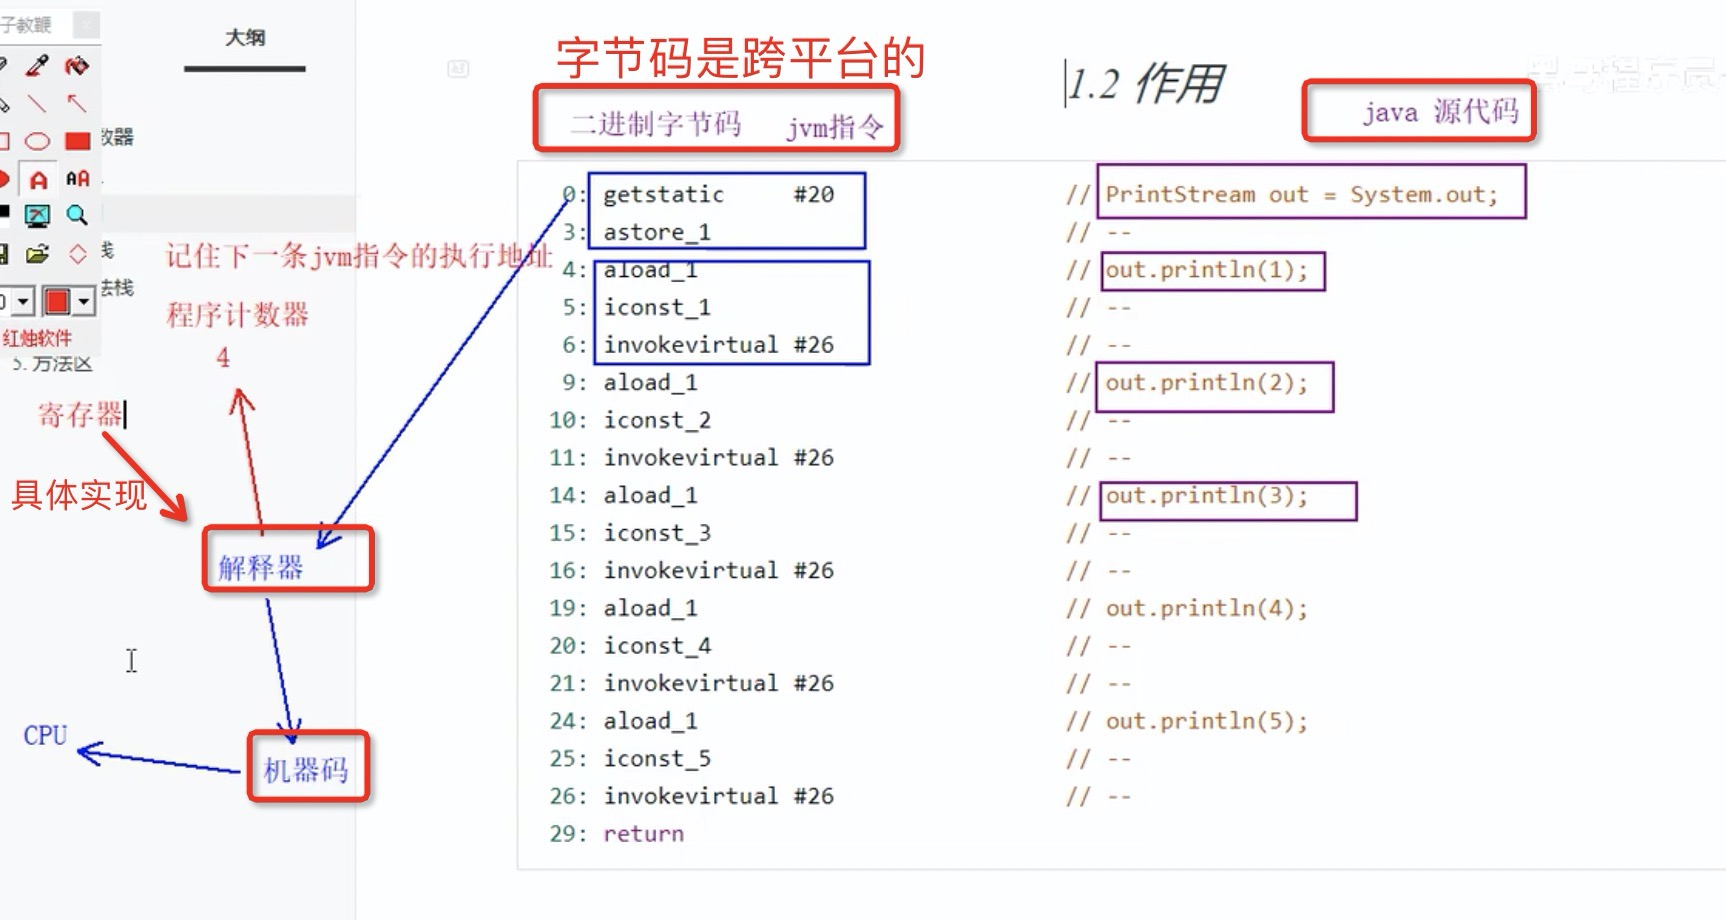 子教鞭
大纲
字节码是跨平台的
1.2 作用
二进制字节码 jvm指令
java 源代码
数器
栈
法栈
红烛软件
5. 方法区
记住下一条jvm指令的执行地址
程序计数器
4
寄存器
具体实现
解释器
机器码
CPU
0: getstatic #20 // PrintStream out = System.out;
3: astore_1 // --
4: aload_1 // out.println(1);
5: iconst_1 // --
6: invokevirtual #26 // --
9: aload_1 // out.println(2);
10: iconst_2 // --
11: invokevirtual #26 // --
14: aload_1 // out.println(3);
15: iconst_3 // --
16: invokevirtual #26 // --
19: aload_1 // out.println(4);
20: iconst_4 // --
21: invokevirtual #26 // --
24: aload_1 // out.println(5);
25: iconst_5 // --
26: invokevirtual #26 // --
29: return